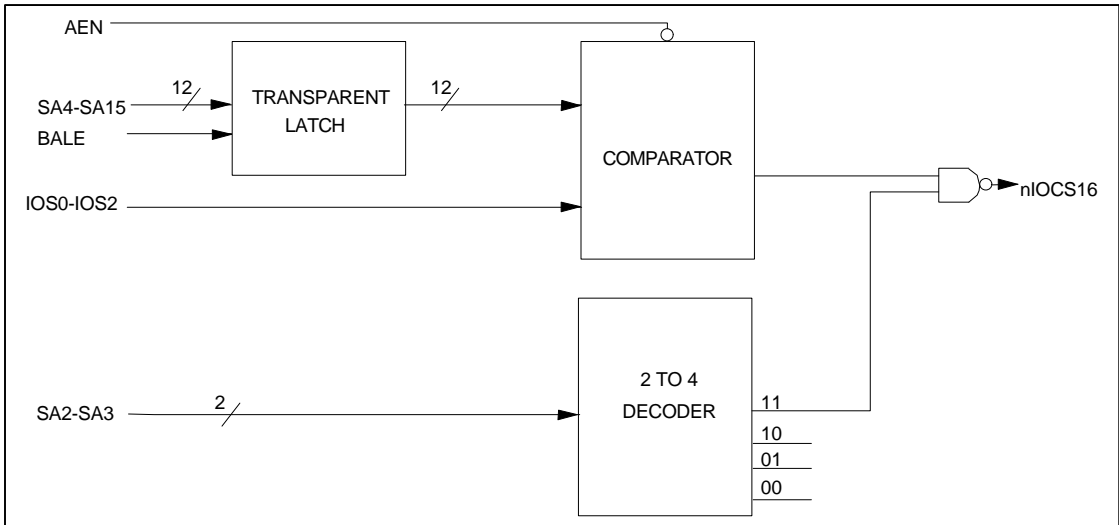 AEN
SA4-SA15
12
BALE
TRANSPARENT
LATCH
12
COMPARATOR
IOS0-IOS2
nIOCS16
SA2-SA3
2
2 TO 4
DECODER
11
10
01
00